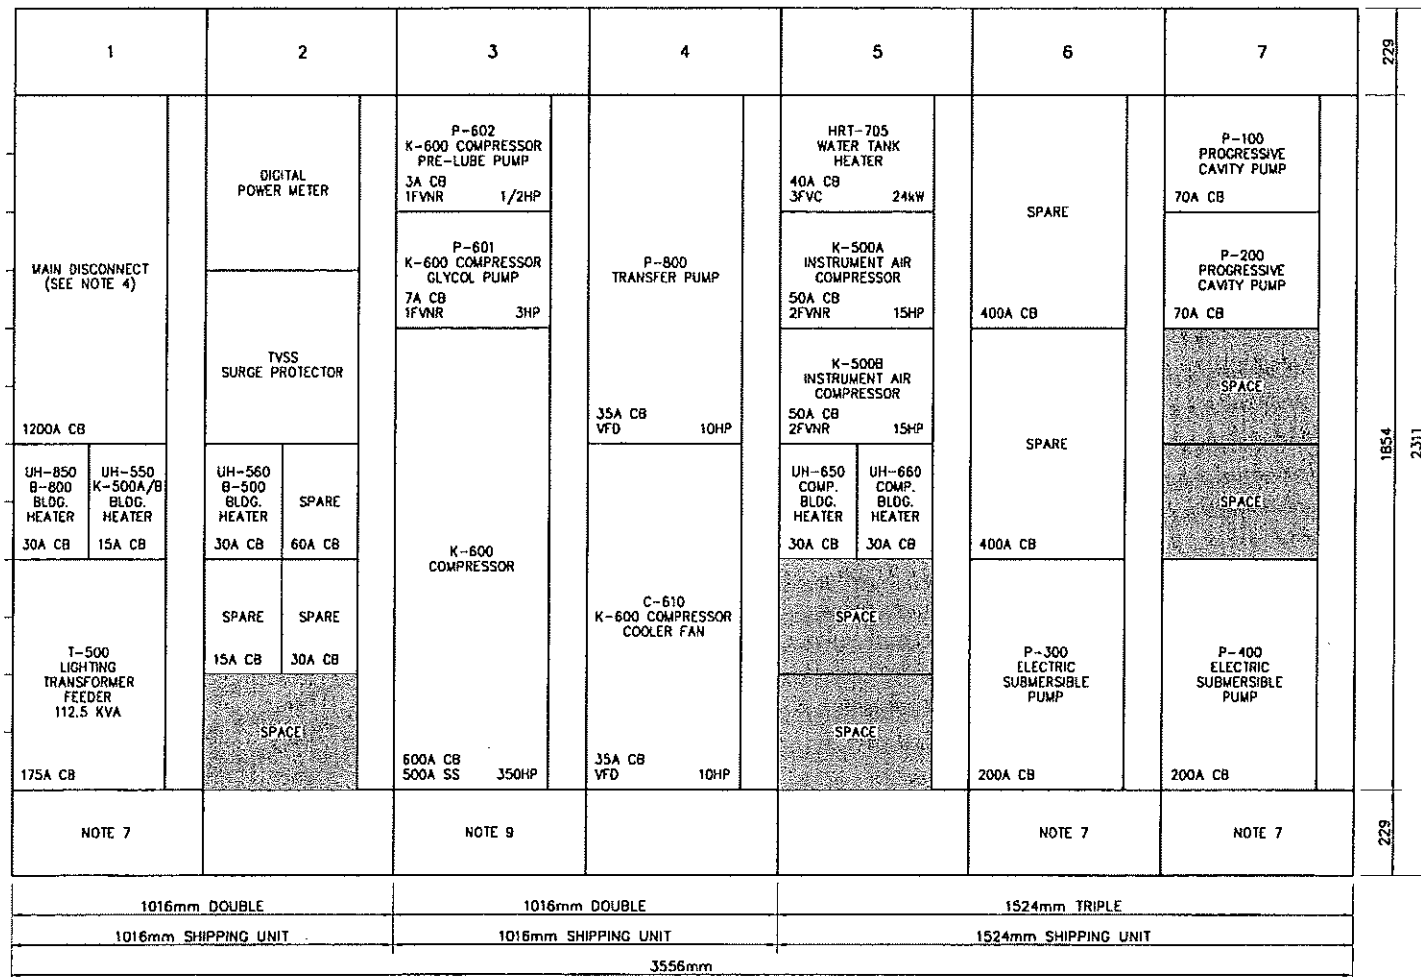 1
2
3
4
5
6
7
229
MAIN DISCONNECT
(SEE NOTE 4)
1200A CB
UH-850
B-800
BLDG.
HEATER
30A CB
UH-550
K-500A/B
BLDG.
HEATER
15A CB
T-500
LIGHTING
TRANSFORMER
FEEDER
112.5 KVA
175A CB
NOTE 7
DIGITAL
POWER METER
TVSS
SURGE PROTECTOR
UH-560
B-500
BLDG.
HEATER
30A CB
SPARE
60A CB
SPARE
15A CB
SPARE
30A CB
SPACE
P-602
K-600 COMPRESSOR
PRE-LUBE PUMP
3A CB
1FVNR 1/2HP
P-601
K-600 COMPRESSOR
GLYCOL PUMP
7A CB
1FVNR 3HP
K-600
COMPRESSOR
600A CB
500A SS 350HP
NOTE 9
P-800
TRANSFER PUMP
35A CB
VFD 10HP
C-610
K-600 COMPRESSOR
COOLER FAN
35A CB
VFD 10HP
HRT-705
WATER TANK
HEATER
40A CB
3FVC 24kW
K-500A
INSTRUMENT AIR
COMPRESSOR
50A CB
2FVNR 15HP
K-500B
INSTRUMENT AIR
COMPRESSOR
50A CB
2FVNR 15HP
UH-650
COMP.
BLDG.
HEATER
30A CB
UH-660
COMP.
BLDG.
HEATER
30A CB
SPACE
SPACE
SPARE
400A CB
SPARE
400A CB
P-300
ELECTRIC
SUBMERSIBLE
PUMP
200A CB
NOTE 7
P-100
PROGRESSIVE
CAVITY PUMP
70A CB
P-200
PROGRESSIVE
CAVITY PUMP
70A CB
SPACE
SPACE
P-400
ELECTRIC
SUBMERSIBLE
PUMP
200A CB
NOTE 7
1854
2311
229
1016mm DOUBLE
1016mm DOUBLE
1524mm TRIPLE
1016mm SHIPPING UNIT
1016mm SHIPPING UNIT
1524mm SHIPPING UNIT
3556mm